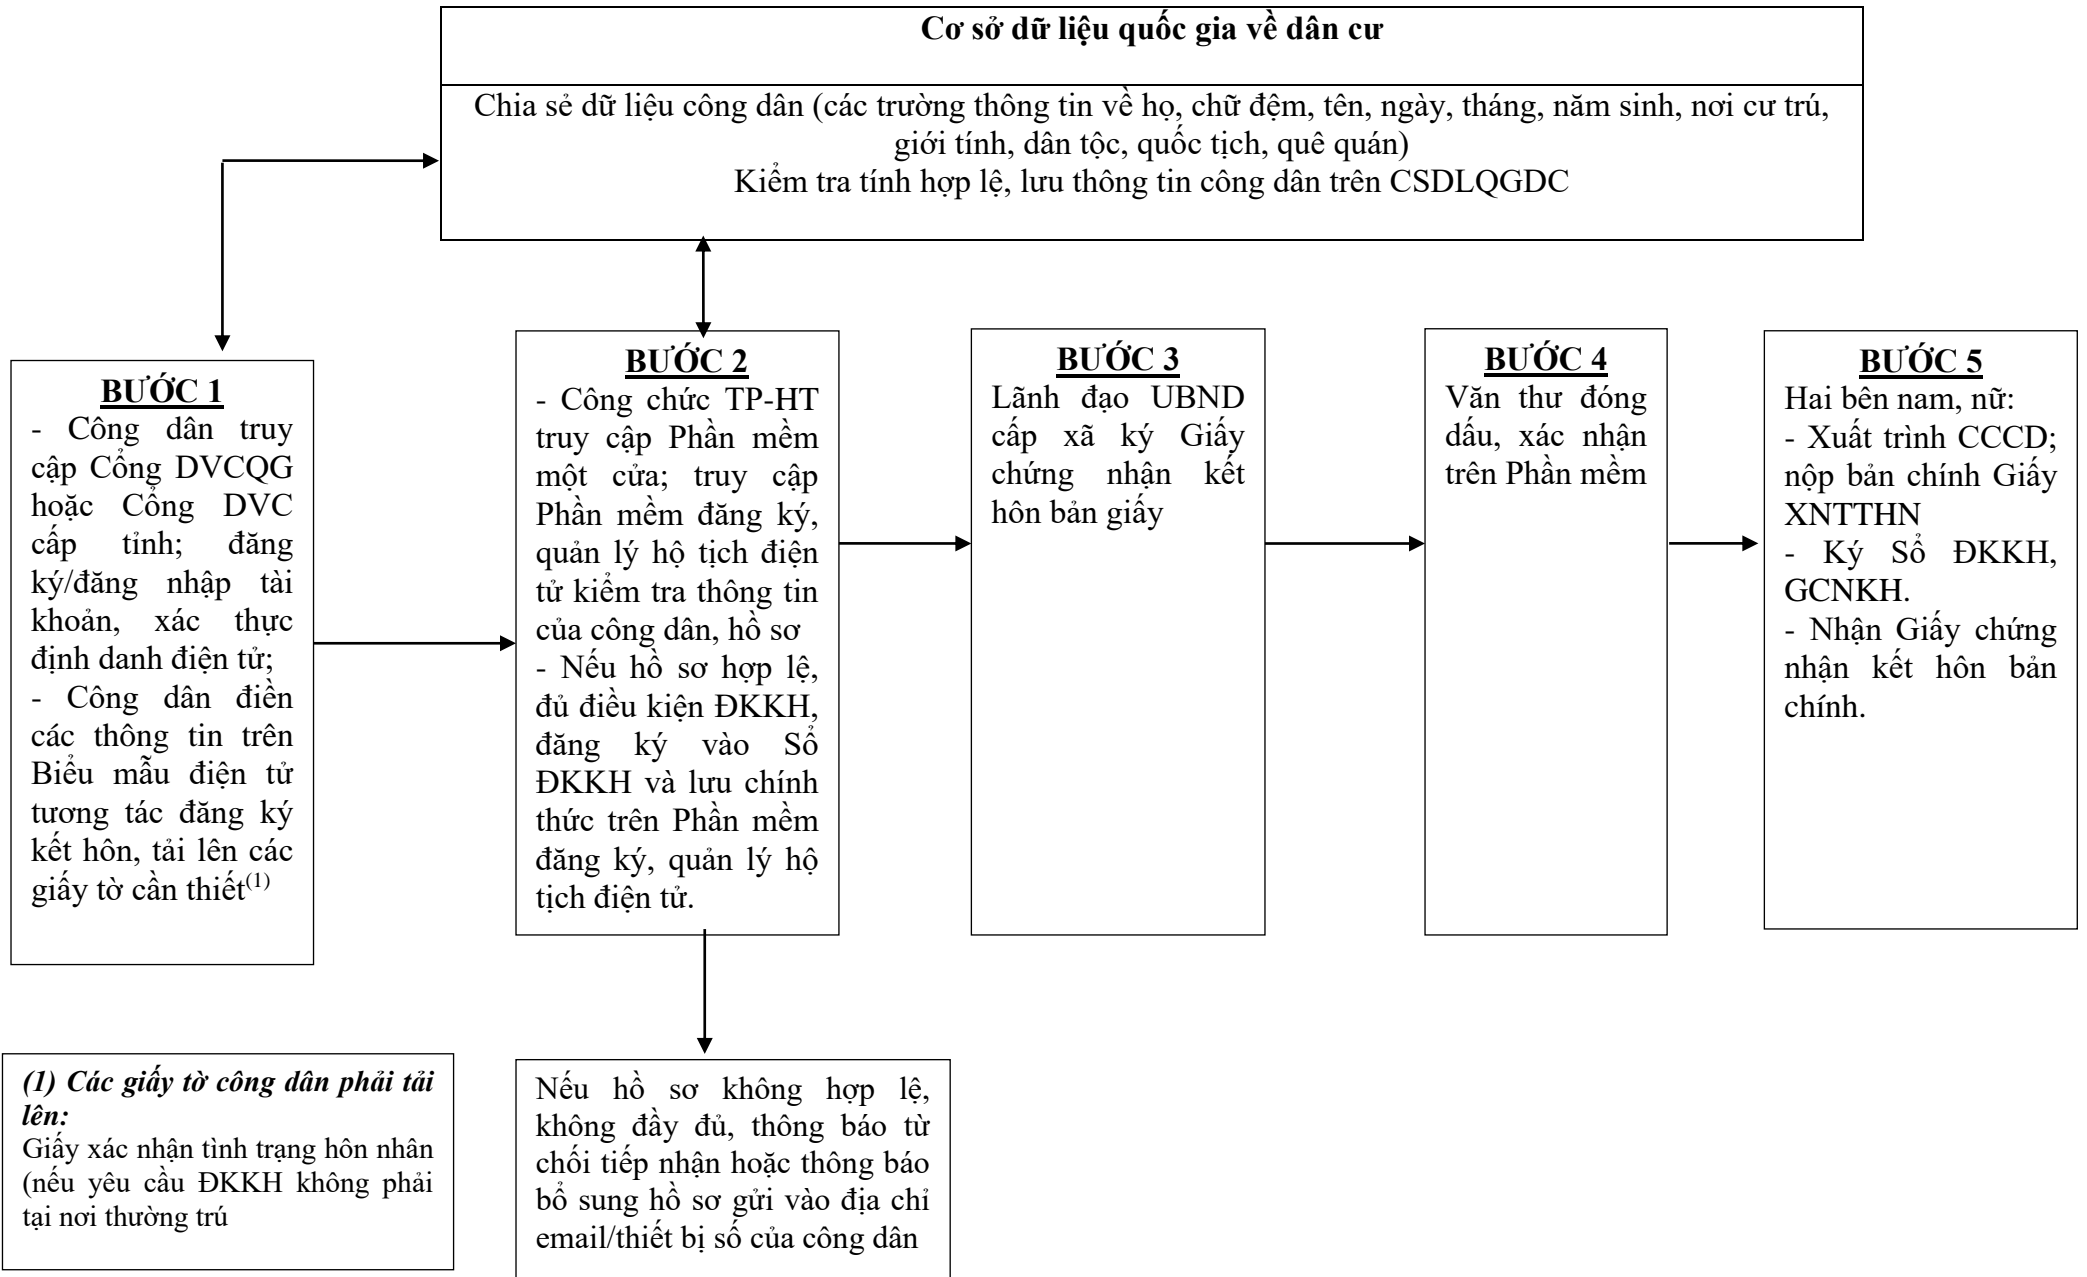 Cơ sở dữ liệu quốc gia về dân cư
Chia sẻ dữ liệu công dân (các trường thông tin về họ, chữ đệm, tên, ngày, tháng, năm sinh, nơi cư trú,
giới tính, dân tộc, quốc tịch, quê quán)
Kiểm tra tính hợp lệ, lưu thông tin công dân trên CSDLQGDC
BƯỚC 1
- Công dân truy
cập Cổng DVCQG
hoặc Cổng DVC
cấp tỉnh; đăng
ký/đăng nhập tài
khoản, xác thực
định danh điện tử;
- Công dân điền
các thông tin trên
Biểu mẫu điện tử
tương tác đăng ký
kết hôn, tải lên các
giấy tờ cần thiết(1)
BƯỚC 2
- Công chức TP-HT
truy cập Phần mềm
một cửa; truy cập
Phần mềm đăng ký,
quản lý hộ tịch điện
tử kiểm tra thông tin
của công dân, hồ sơ
- Nếu hồ sơ hợp lệ,
đủ điều kiện ĐKKH,
đăng ký vào Sổ
ĐKKH và lưu chính
thức trên Phần mềm
đăng ký, quản lý hộ
tịch điện tử.
BƯỚC 3
Lãnh đạo UBND
cấp xã ký Giấy
chứng nhận kết
hôn bản giấy
BƯỚC 4
Văn thư đóng
dấu, xác nhận
trên Phần mềm
BƯỚC 5
Hai bên nam, nữ:
- Xuất trình CCCD;
nộp bản chính Giấy
XNTTHN
- Ký Sổ ĐKKH,
GCNKH.
- Nhận Giấy chứng
nhận kết hôn bản
chính.
(1) Các giấy tờ công dân phải tải
lên:
Giấy xác nhận tình trạng hôn nhân
(nếu yêu cầu ĐKKH không phải
tại nơi thường trú
Nếu hồ sơ không hợp lệ,
không đầy đủ, thông báo từ
chối tiếp nhận hoặc thông báo
bổ sung hồ sơ gửi vào địa chỉ
email/thiết bị số của công dân